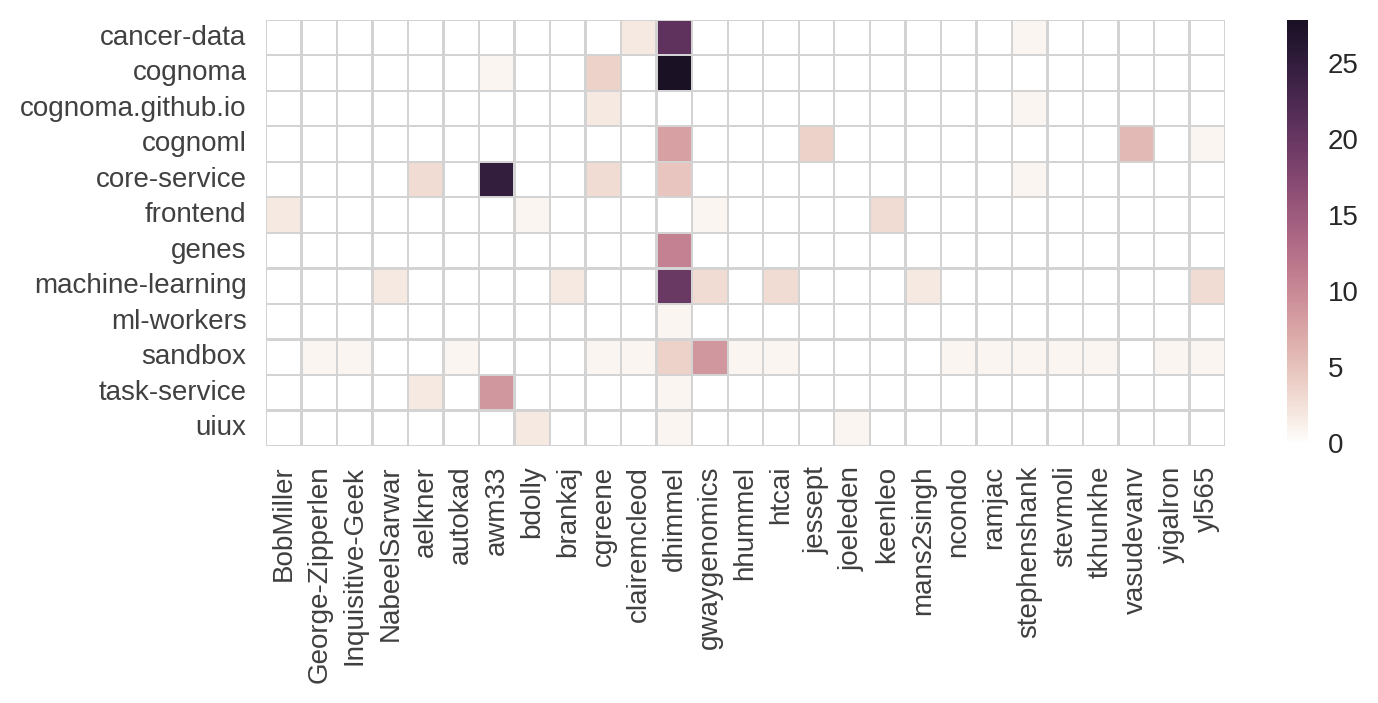 cancer-data
cognoma
cognoma.github.io
cognoml
core-service
frontend
genes
machine-learning
ml-workers
sandbox
task-service
uiux
BobMiller
George-Zipperlen
Inquisitive-Geek
NabeelSarwar
aelkner
autokad
awm33
bdolly
brankaj
cgreene
clairemcleod
dhimmel
gwaygenomics
hhummel
htcai
jessept
joeleden
keenleo
mans2singh
ncondo
ramjac
stephenshank
stevmoli
tkhunkhe
vasudevanv
yigalron
yl565
25
20
15
10
5
0